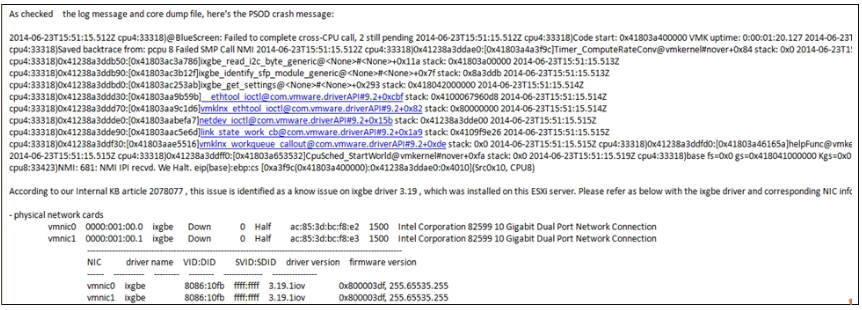 As checked the log message and core dump file, here's the PSOD crash message:
2014-06-23T15:51:15.512Z cpu4:33318)@BlueScreen: Failed to complete cross-CPU call, 2 still pending 2014-06-23T15:51:15.512Z cpu4:33318)Code start: 0x41803a400000 VMK uptime: 0:00:01:20.127 2014-06-23
cpu4:33318)Saved backtrace from: pcpu 8 Failed SMP Call NMI 2014-06-23T15:51:15.512Z cpu4:33318)0x41238a3ddae0:[0x41803a4a3f9c]Timer_ComputeRateConv@vmkernel#nover+0x84 stack: 0x0 2014-06-23T1
cpu4:33318)0x41238a3ddb50:[0x41803ac3a786]ixgbe_read_i2c_byte_generic@<None>#<None>+0x11a stack: 0x41803a00000 2014-06-23T15:51:15.513Z
cpu4:33318)0x41238a3ddb80:[0x41803ac3b12f]ixgbe_identify_sfp_module_generic@<None>#<None>+0x7f stack: 0x8a3ddb 2014-06-23T15:51:15.513Z
cpu4:33318)0x41238a3ddbd0:[0x41803ac253ab]ixgbe_get_settings@<None>#<None>+0x293 stack: 0x418042000000 2014-06-23T15:51:15.514Z
cpu4:33318)0x41238a3ddd30:[0x41803aa9b59b]__ethtool_ioctl@com.vmware.driverAPI#9.2+0xcbf stack: 0x4100067960d8 2014-06-23T15:51:15.514Z
cpu4:33318)0x41238a3ddd70:[0x41803aa9c1d6]vmklnx_ethtool_ioctl@com.vmware.driverAPI#9.2+0x82 stack: 0x80000000 2014-06-23T15:51:15.514Z
cpu4:33318)0x41238a3ddde0:[0x41803aabefa7]netdev_ioctl@com.vmware.driverAPI#9.2+0x15b stack: 0x41238a3dde00 2014-06-23T15:51:15.515Z
cpu4:33318)0x41238a3dde90:[0x41803aac5e6d]link_state_work_cb@com.vmware.driverAPI#9.2+0x1a9 stack: 0x4109f9e26 2014-06-23T15:51:15.515Z
cpu4:33318)0x41238a3ddf30:[0x41803aae5516]vmklnx_workqueue_callout@com.vmware.driverAPI#9.2+0xde stack: 0x0 2014-06-23T15:51:15.515Z cpu4:33318)0x41238a3ddfd0:[0x41803a46165a]helpFunc@vmke
2014-06-23T15:51:15.515Z cpu4:33318)0x41238a3ddff0:[0x41803a653532]CpuSched_StartWorld@vmkernel#nover+0xfa stack: 0x0 2014-06-23T15:51:15.519Z cpu4:33318)base fs=0x0 gs=0x418041000000 Kgs=0x0
cpu8:33423)NMI: 681: NMI IPI recvd. We Halt. eip(base):ebp:cs [0xa3f9c(0x41803a400000):0x41238a3ddae0:0x4010](Src0x10, CPU8)
According to our Internal KB article 2078077 , this issue is identified as a know issue on ixgbe driver 3.19 , which was installed on this ESXi server. Please refer as below with the ixgbe driver and corresponding NIC info
- physical network cards
vmnic0 0000:001:00.0 ixgbe Down 0 Half ac:85:3d:bc:f8:e2 1500 Intel Corporation 82599 10 Gigabit Dual Port Network Connection
vmnic1 0000:001:00.1 ixgbe Down 0 Half ac:85:3d:bc:f8:e3 1500 Intel Corporation 82599 10 Gigabit Dual Port Network Connection
NIC driver name VID:DID SVID:SDID driver version firmware version
vmnic0 ixgbe 8086:10fb ffff:ffff 3.19.1iov 0x800003df, 255.65535.255
vmnic1 ixgbe 8086:10fb ffff:ffff 3.19.1iov 0x800003df, 255.65535.255